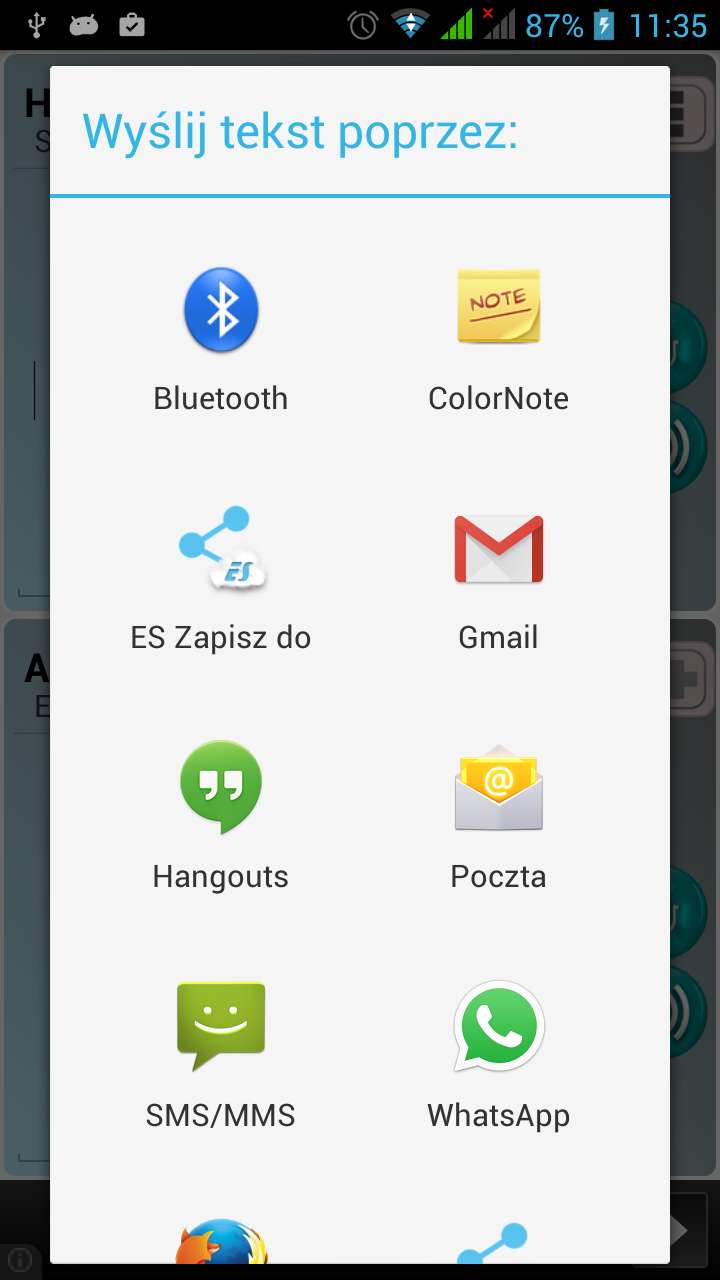 87% 11:35
H
S
Wyślij tekst poprzez:
NOTE
Bluetooth
ColorNote
ES
ES Zapisz do
Gmail
A
E
@
Hangouts
Poczta
SMS/MMS
WhatsApp